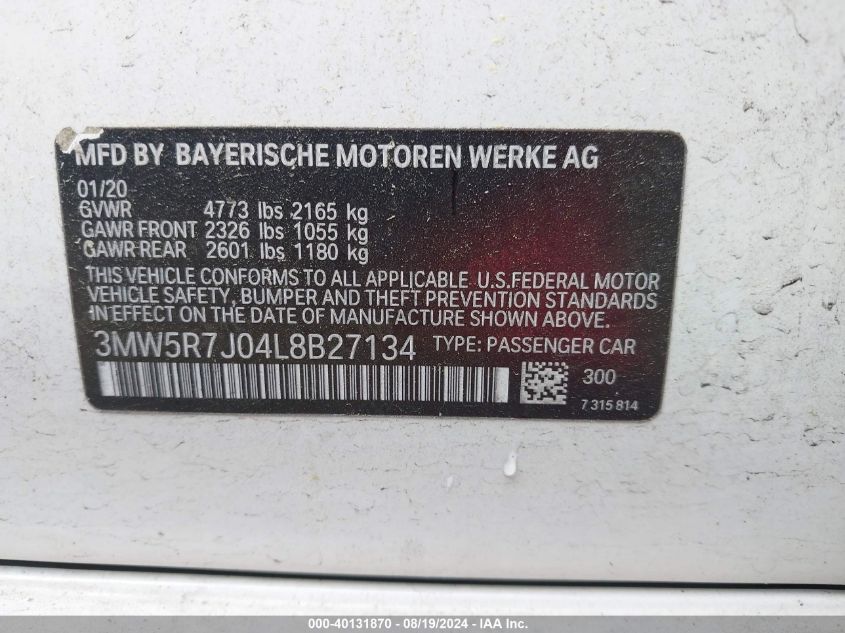 MFD BY BAYERISCHE MOTOREN WERKE AG
01/20
GVWR 4773 lbs 2165 kg
GAWR FRONT 2326 lbs 1055 kg
GAWR REAR 2601 lbs 1180 kg
THIS VEHICLE CONFORMS TO ALL APPLICABLE U.S.FEDERAL MOTOR
VEHICLE SAFETY, BUMPER AND THEFT PREVENTION STANDARDS
IN EFFECT ON THE DATE OF MANUFACTURE SHOWN ABOVE.
3MW5R7J04L8B27134 TYPE: PASSENGER CAR
300
7 315 814
000-40131870 - 08/19/2024 - IAA, Inc.